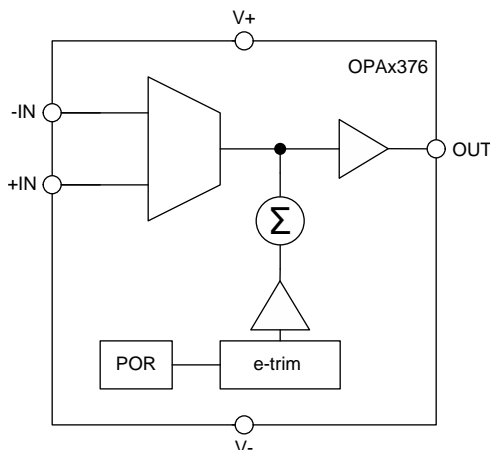 V+
OPAx376
-IN
+IN
OUT
Σ
POR
e-trim
V-